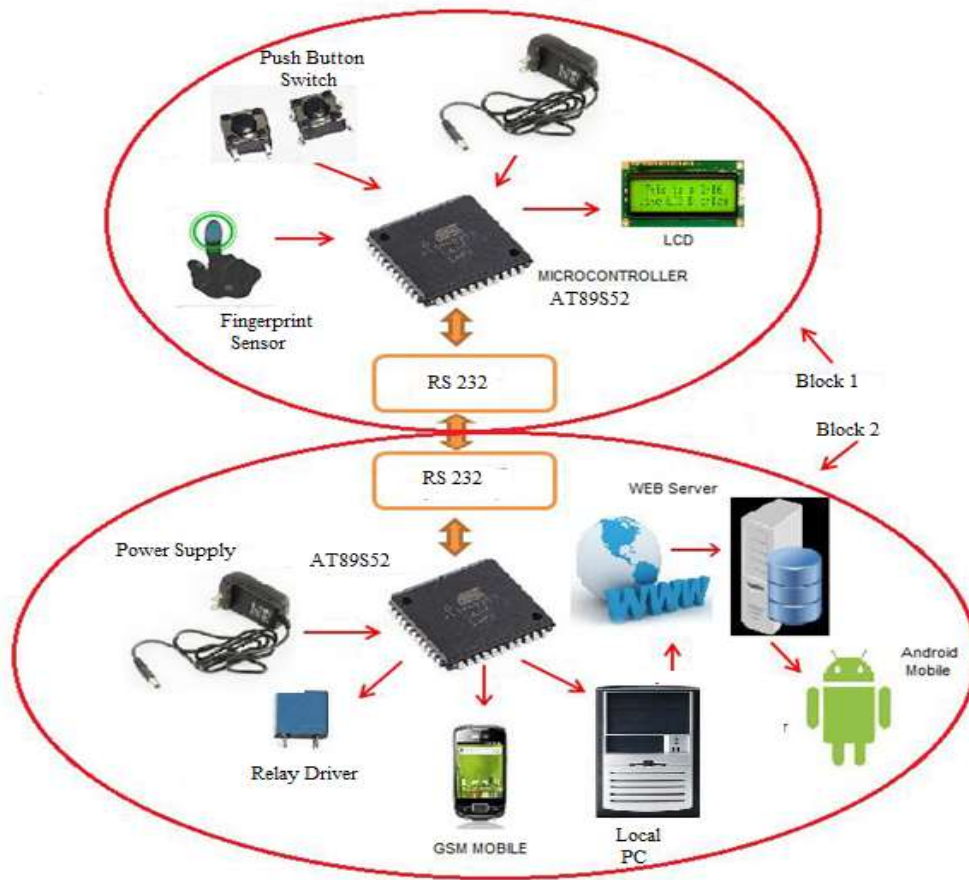 Push Button
Switch
LCD
MICROCONTROLLER
AT89S52
Fingerprint
Sensor
RS 232
Block 1
Block 2
RS 232
WEB Server
Power Supply
AT89S52
WWW
Android
Mobile
r
Relay Driver
GSM MOBILE
Local
PC